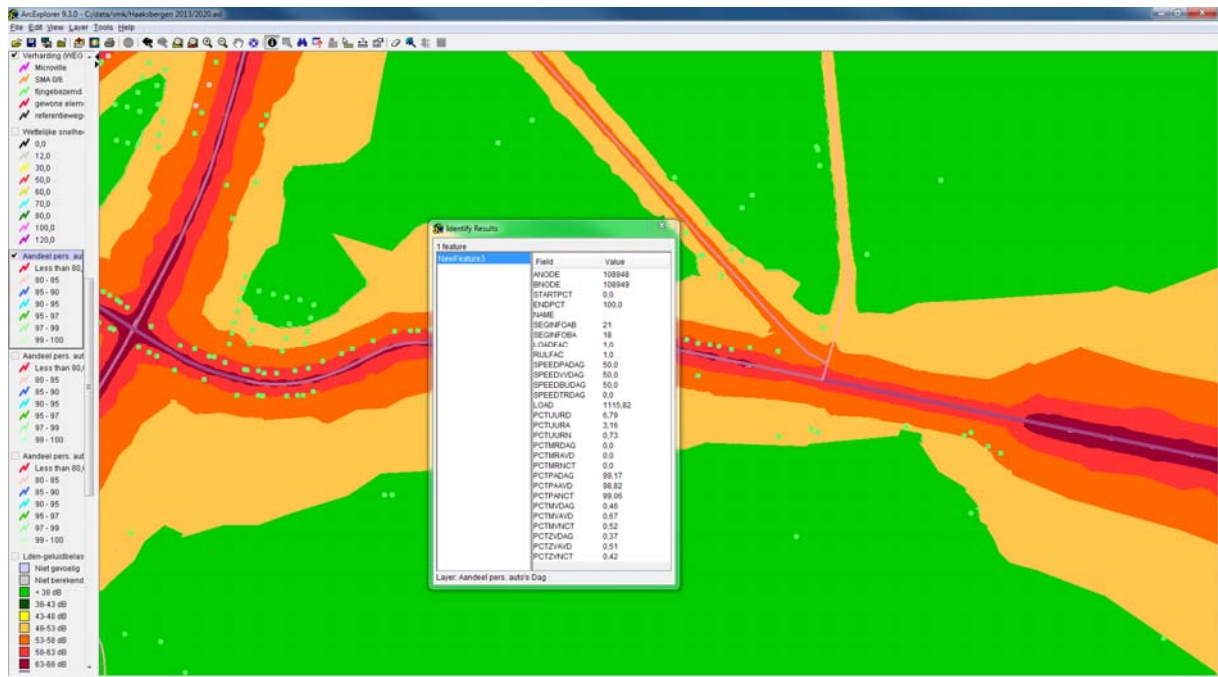 ArcExplorer 9.3.0 - C:/data/vmk/Haaksbergen 2013/2020.axl
File Edit View Layer Tools Help
Verharding (WEG
Microville
SMA 0/6
fijngebezemd
gewone elem
referentieweg
Wettelijke snelhe
0,0
12,0
30,0
50,0
60,0
70,0
80,0
100,0
120,0
Aandeel pers. aut
Less than 80,
80 - 85
85 - 90
90 - 95
95 - 97
97 - 99
99 - 100
Aandeel pers. aut
Less than 80,
80 - 85
85 - 90
90 - 95
95 - 97
97 - 99
99 - 100
Aandeel pers. aut
Less than 80,
80 - 85
85 - 90
90 - 95
95 - 97
97 - 99
99 - 100
Lden-geluidbelas
Niet gevoelig
Niet berekend
< 38 dB
38-43 dB
43-48 dB
48-53 dB
53-58 dB
58-63 dB
63-68 dB
Identify Results
1 feature
NewFeature3
Field Value
ANODE 108948
BNODE 108949
STARTPCT 0,0
ENDPCT 100,0
NAME
SEGINFOAB 21
SEGINFOBA 18
LOADFAC 1,0
RIJLFAC 1,0
SPEEDPADAG 50,0
SPEEDVVDAG 50,0
SPEEDBUDAG 50,0
SPEEDTRDAG 0,0
LOAD 1115,82
PCTUURD 6,79
PCTUURA 3,16
PCTUURN 0,73
PCTMRDAG 0,0
PCTMRAVD 0,0
PCTMRNCT 0,0
PCTPADAG 99,17
PCTPAAVD 98,82
PCTPANCT 99,06
PCTMVDAG 0,46
PCTMVAVD 0,67
PCTMVNCT 0,52
PCTZVDAG 0,37
PCTZVAVD 0,51
PCTZVNCT 0,42
Layer: Aandeel pers. auto's Dag